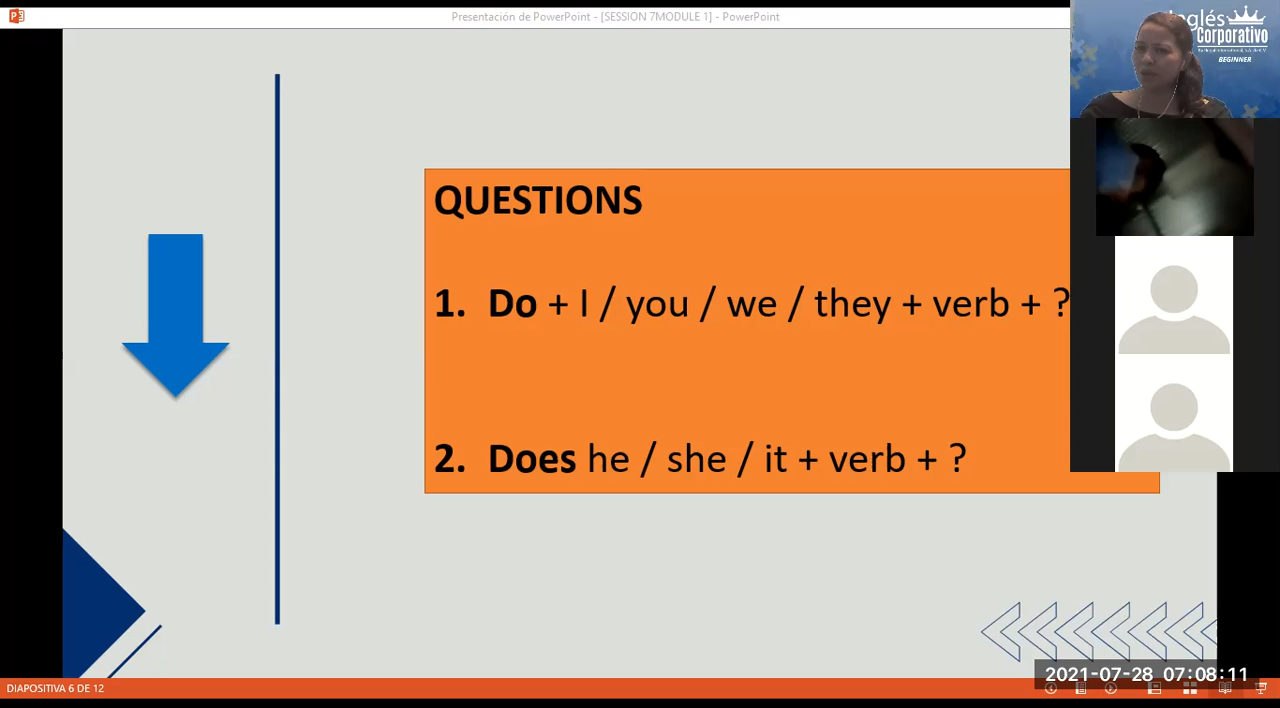 Presentación de PowerPoint - [SESSION 7MODULE 1] - PowerPoint
Inglés
Corporativo
BEGINNER
QUESTIONS
1. Do + I / you / we / they + verb + ?
2. Does he / she / it + verb + ?
2021-07-28 07:08:11
DIAPOSITIVA 6 DE 12